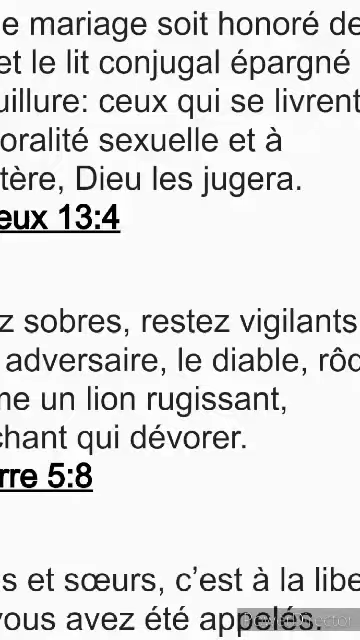 e mariage soit honoré de
et le lit conjugal épargné
uillure: ceux qui se livrent
oralité sexuelle et à
tère, Dieu les jugera.
eux 13:4
z sobres, restez vigilants
adversaire, le diable, rôd
me un lion rugissant,
chant qui dévorer.
rre 5:8
s et sœurs, c’est à la libe
vous avez été appelés.
PowerDirector